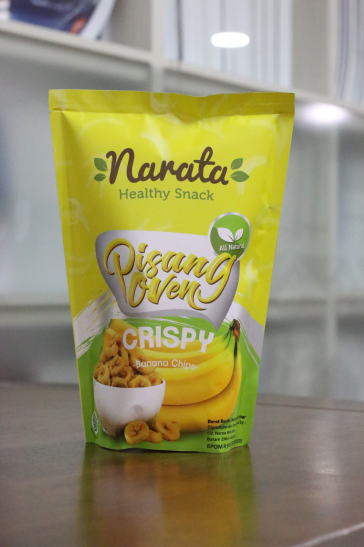 Narata
Healthy Snack
All Natural
Pisang
Oven
CRISPY
Banana Chips